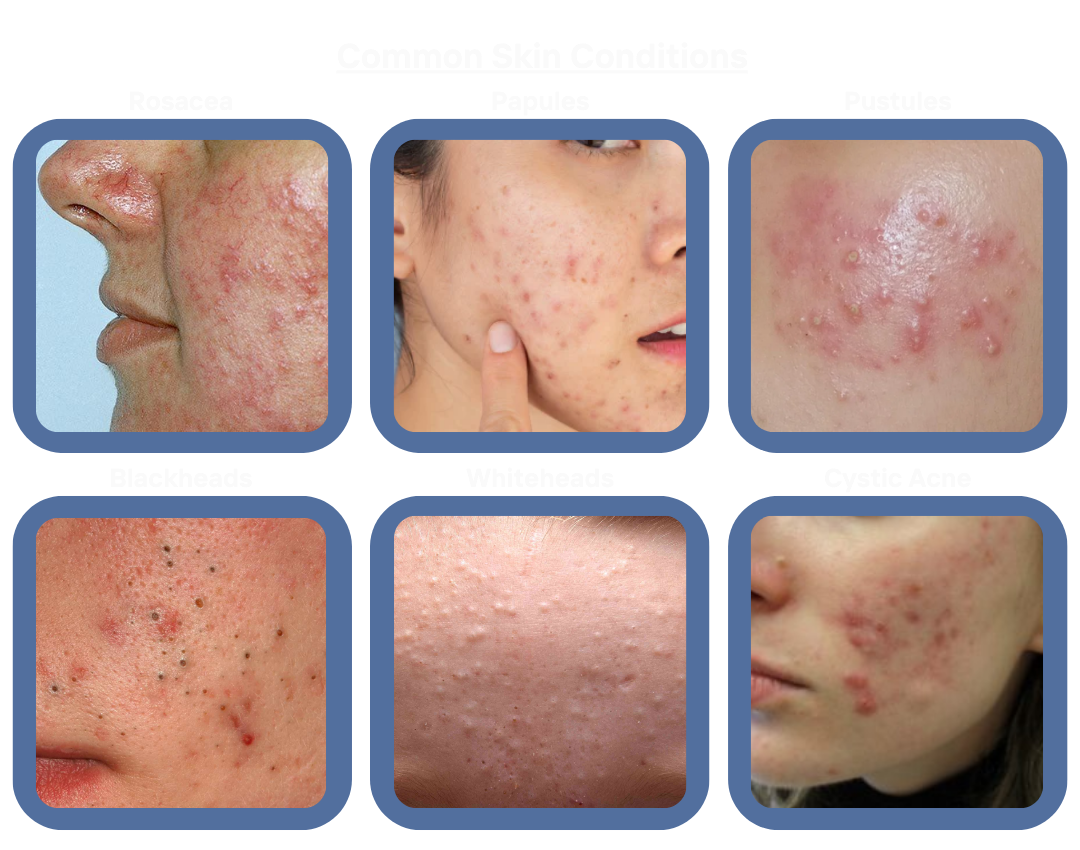 Common Skin Conditions
Rosacea Papules Pustules
Blackheads Whiteheads Cystic Acne